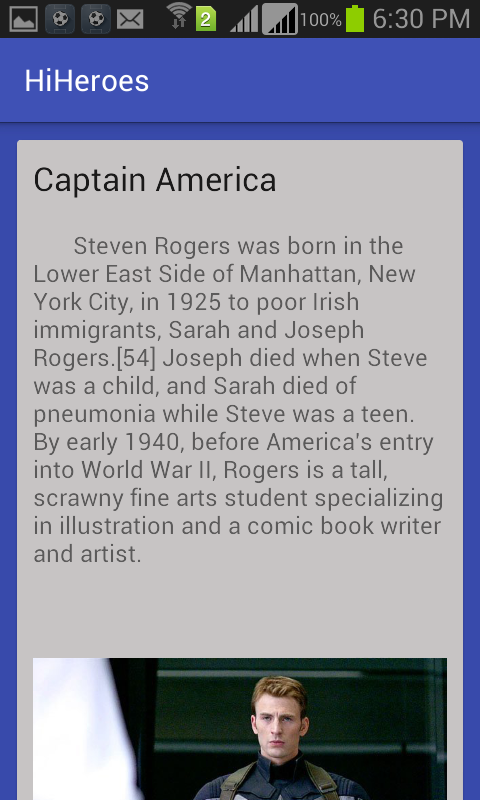 2 100% 6:30 PM
HiHeroes
Captain America
Steven Rogers was born in the
Lower East Side of Manhattan, New
York City, in 1925 to poor Irish
immigrants, Sarah and Joseph
Rogers.[54] Joseph died when Steve
was a child, and Sarah died of
pneumonia while Steve was a teen.
By early 1940, before America's entry
into World War II, Rogers is a tall,
scrawny fine arts student specializing
in illustration and a comic book writer
and artist.